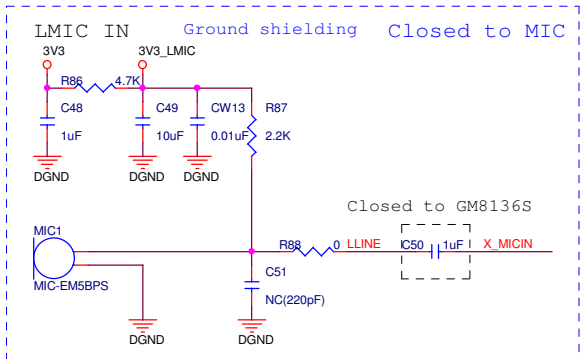 LMIC IN
Ground shielding
Closed to MIC
3V3
3V3_LMIC
R86
4.7K
C48
C49
CW13
R87
1uF
10uF
0.01uF
2.2K
DGND
DGND
DGND
Closed to GM8136S
MIC1
R88
0
LLINE
C50
1uF
X_MICIN
C51
MIC-EM5BPS
NC(220pF)
DGND
DGND